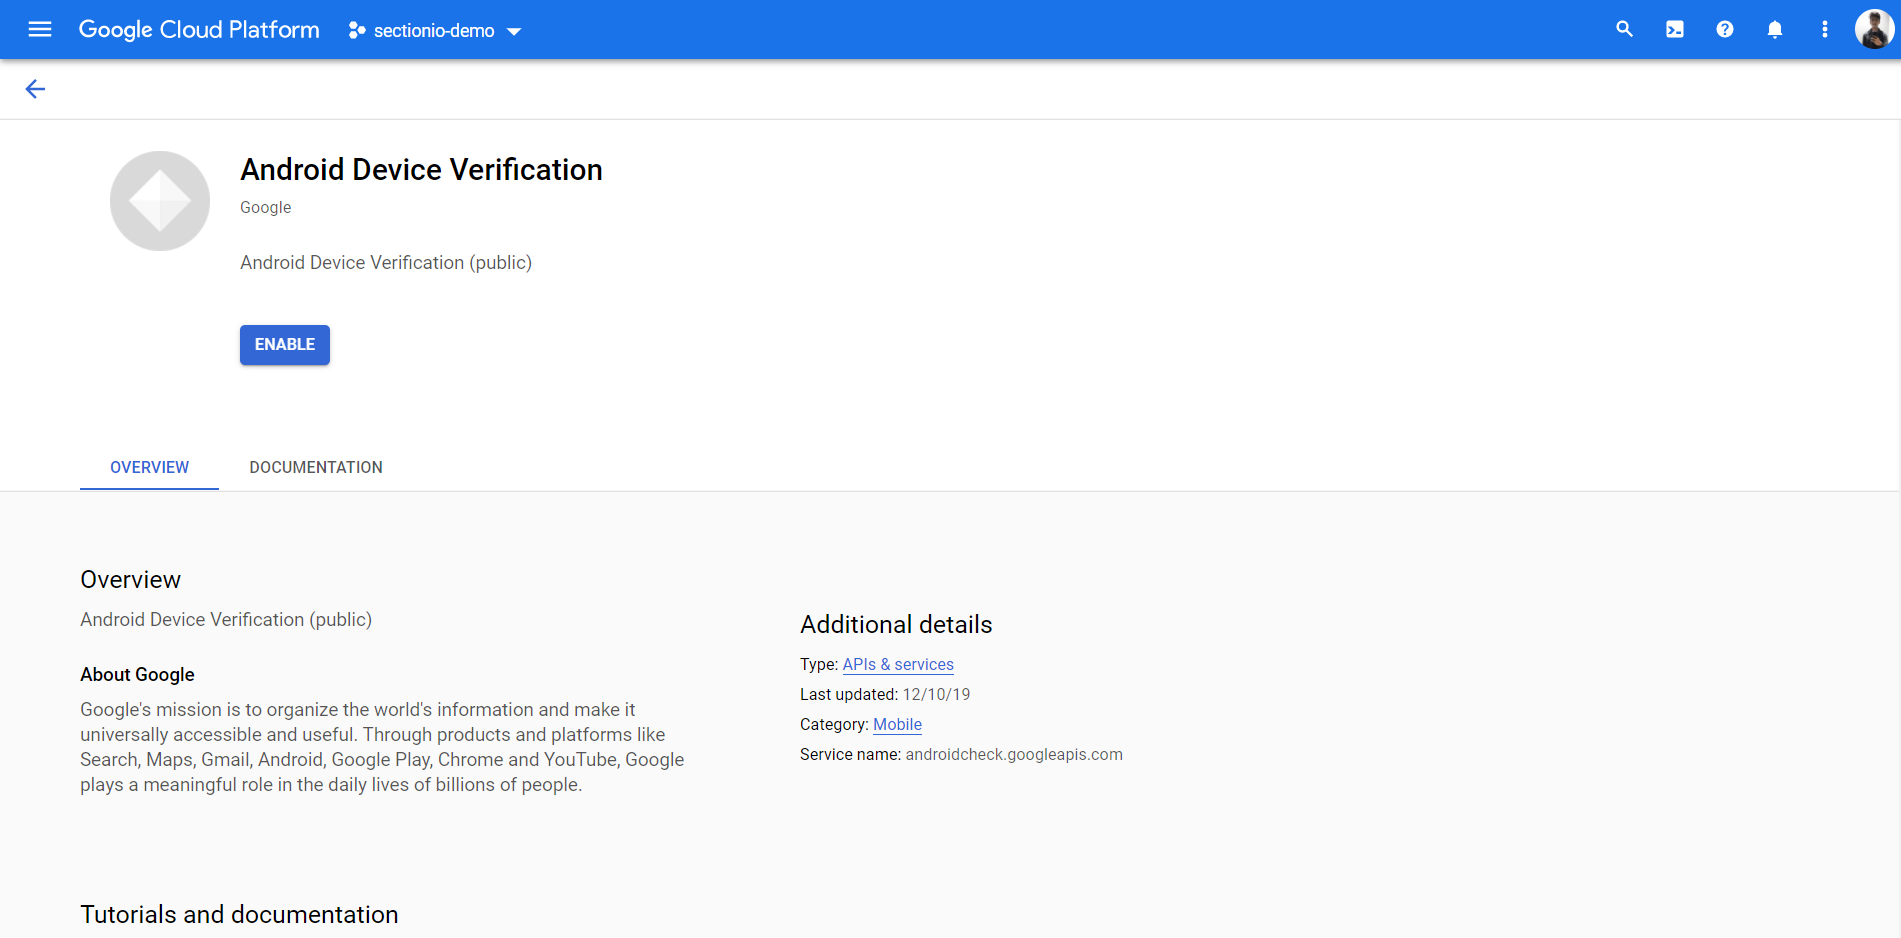 Google Cloud Platform
sectionio-demo
Android Device Verification
Google
Android Device Verification (public)
ENABLE
OVERVIEW
DOCUMENTATION
Overview
Android Device Verification (public)
About Google
Google's mission is to organize the world's information and make it
universally accessible and useful. Through products and platforms like
Search, Maps, Gmail, Android, Google Play, Chrome and YouTube, Google
plays a meaningful role in the daily lives of billions of people.
Additional details
Type: APIs & services
Last updated: 12/10/19
Category: Mobile
Service name: androidcheck.googleapis.com
Tutorials and documentation